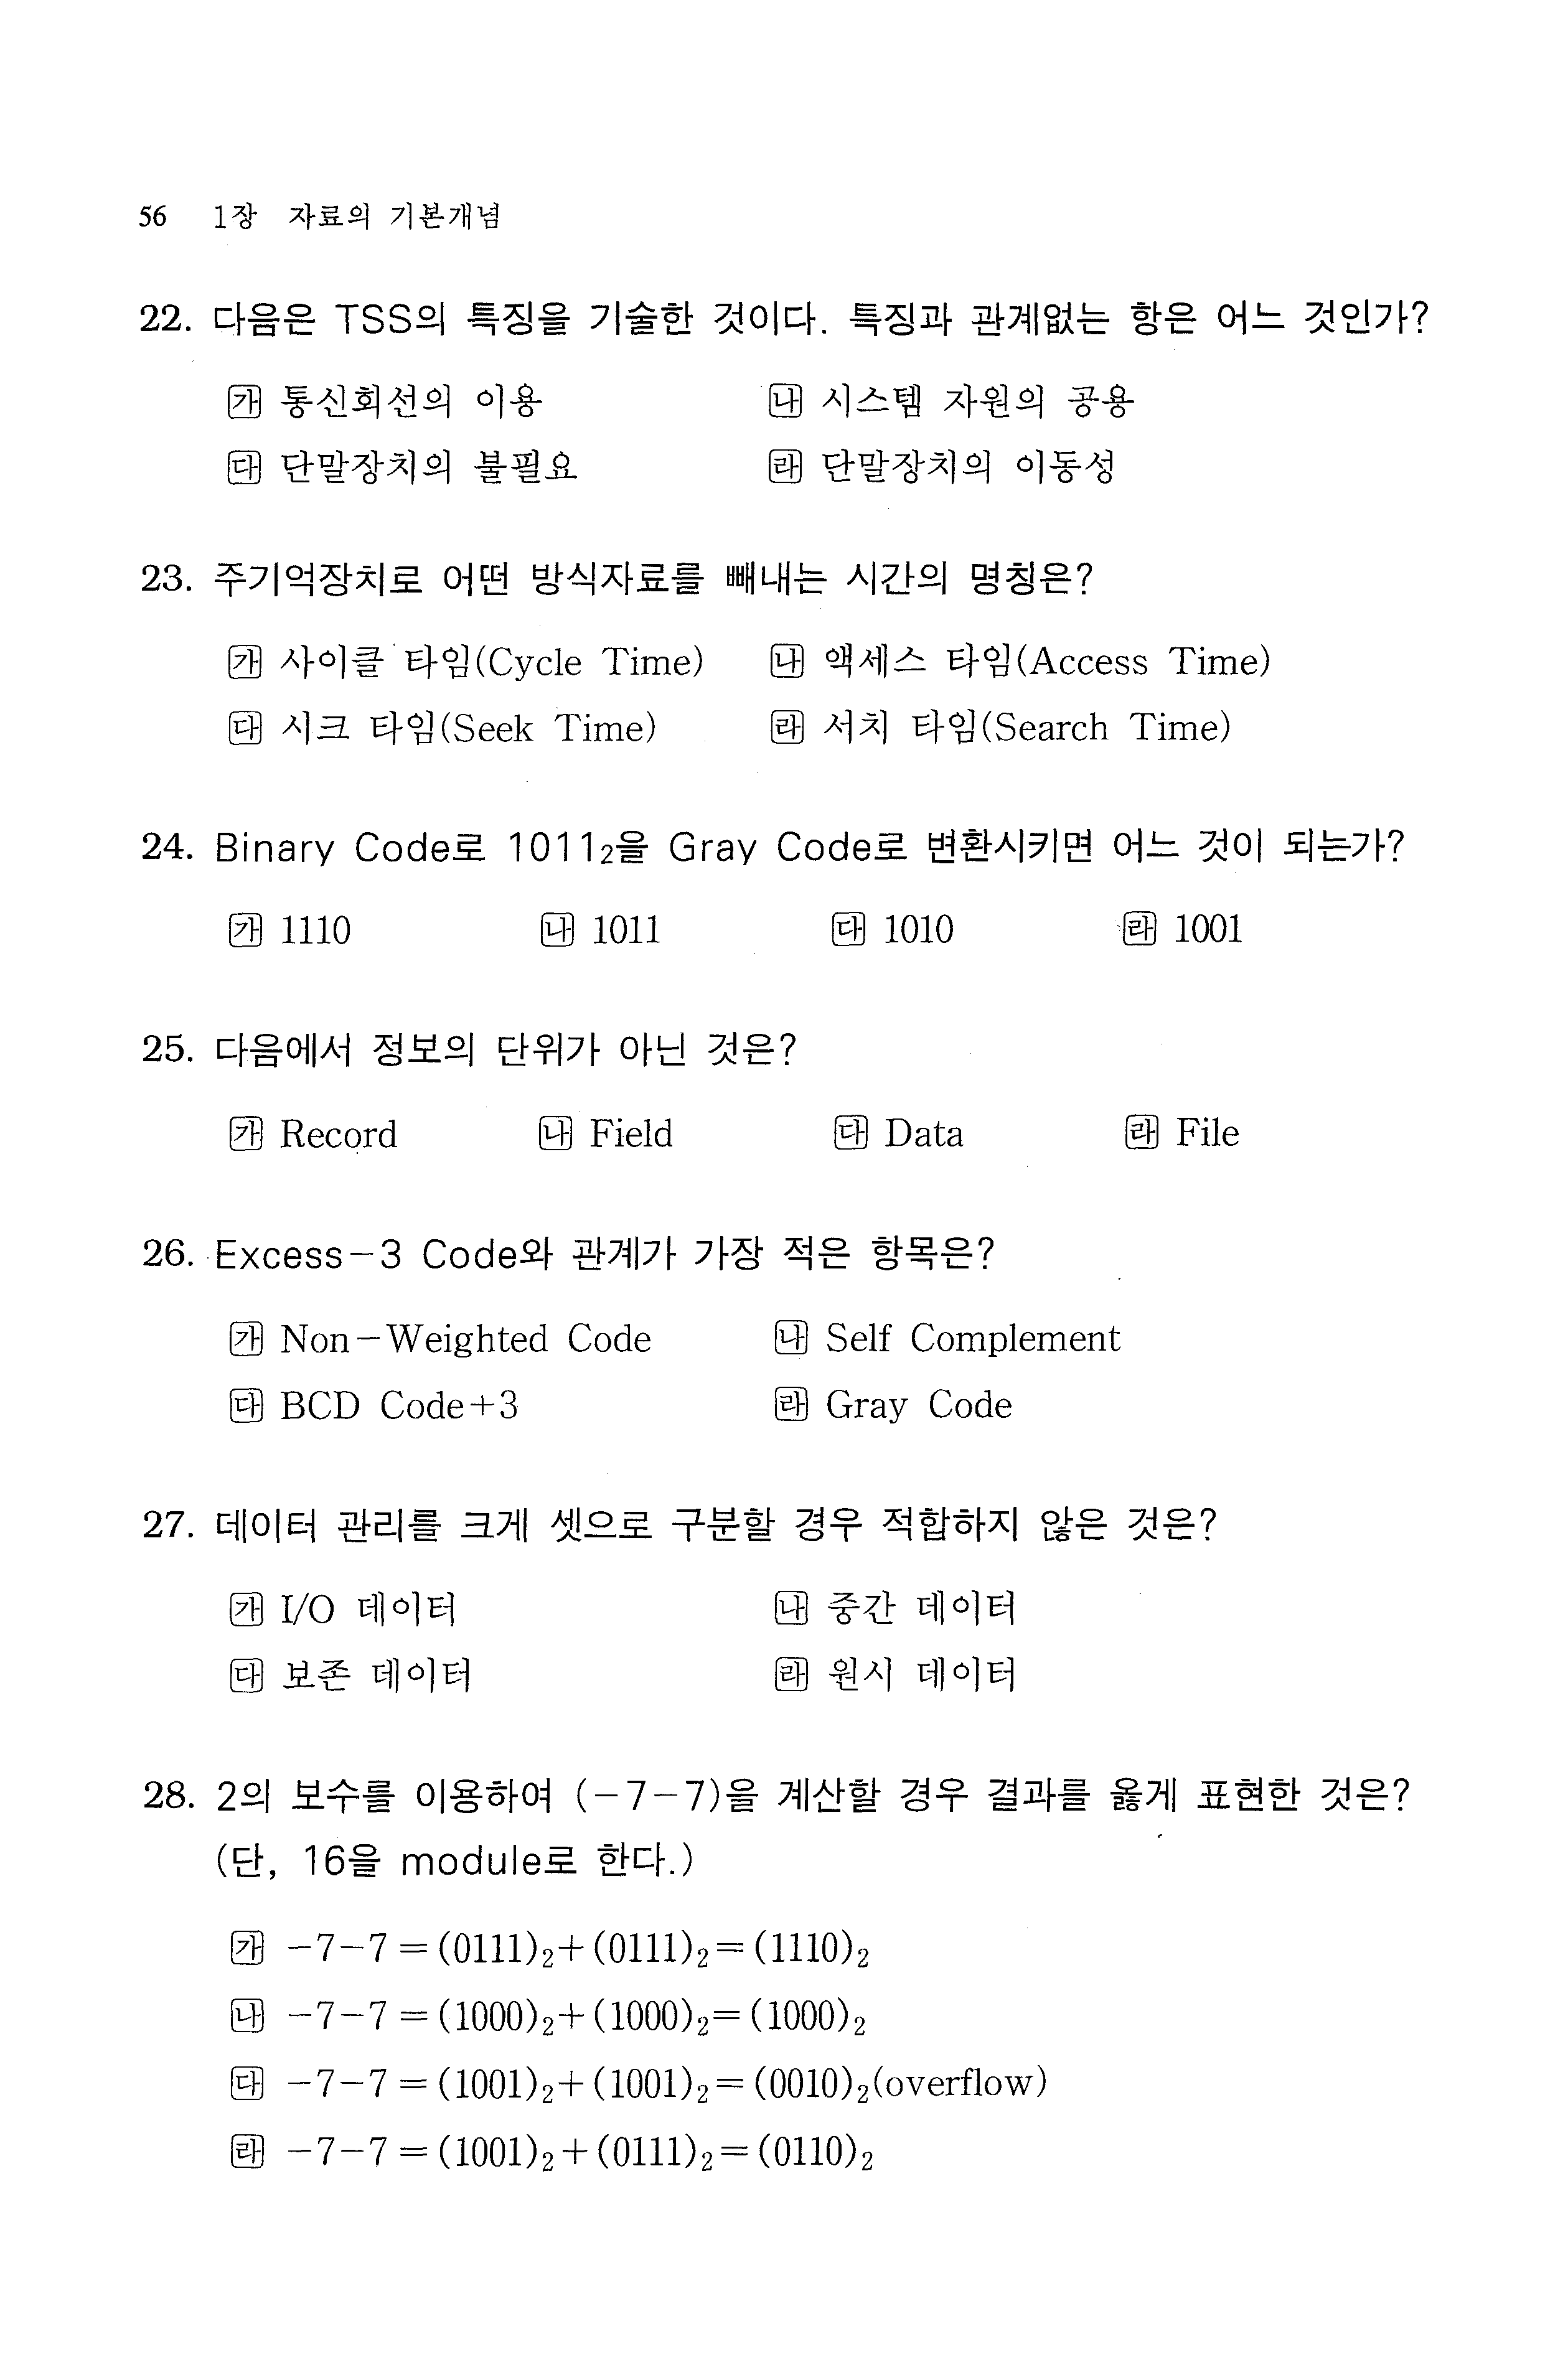 56 1장 자료의 기본개념
22. 다음은 TSS의 특징을 기술한 것이다. 특징과 관계없는 항은 어느 것인가?
㉮ 통신회선의 이용 ㉯ 시스템 자원의 공용
㉰ 단말장치의 불필요 ㉱ 단말장치의 이동성
23. 주기억장치로 어떤 방식자료를 빼내는 시간의 명칭은?
㉮ 사이클 타임(Cycle Time) ㉯ 액세스 타임(Access Time)
㉰ 시크 타임(Seek Time) ㉱ 서치 타임(Search Time)
24. Binary Code로 1011₂을 Gray Code로 변환시키면 어느 것이 되는가?
㉮ 1110 ㉯ 1011 ㉰ 1010 ㉱ 1001
25. 다음에서 정보의 단위가 아닌 것은?
㉮ Record ㉯ Field ㉰ Data ㉱ File
26. Excess-3 Code와 관계가 가장 적은 항목은?
㉮ Non-Weighted Code ㉯ Self Complement
㉰ BCD Code+3 ㉱ Gray Code
27. 데이터 관리를 크게 셋으로 구분할 경우 적합하지 않은 것은?
㉮ I/O 데이터 ㉯ 중간 데이터
㉰ 보존 데이터 ㉱ 원시 데이터
28. 2의 보수를 이용하여 (-7-7)을 계산할 경우 결과를 옳게 표현한 것은?
(단, 16을 module로 한다.)
㉮ -7-7=(0111)₂+(0111)₂=(1110)₂
㉯ -7-7=(1000)₂+(1000)₂=(1000)₂
㉰ -7-7=(1001)₂+(1001)₂=(0010)₂(overflow)
㉱ -7-7=(1001)₂+(0111)₂=(0110)₂